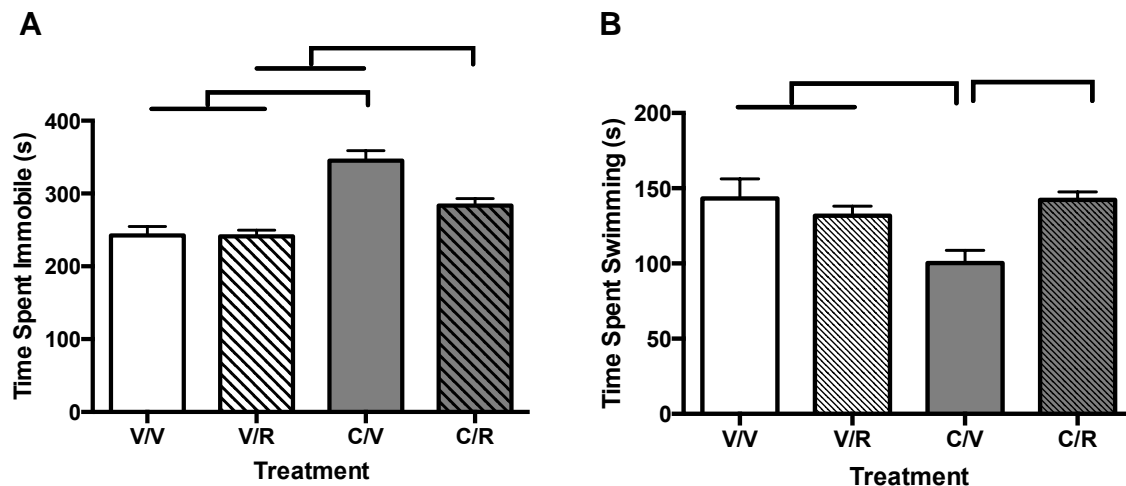 A
Time Spent Immobile (s)
400
300
200
100
0
V/V V/R C/V C/R
Treatment
B
Time Spent Swimming (s)
200
150
100
50
0
V/V V/R C/V C/R
Treatment